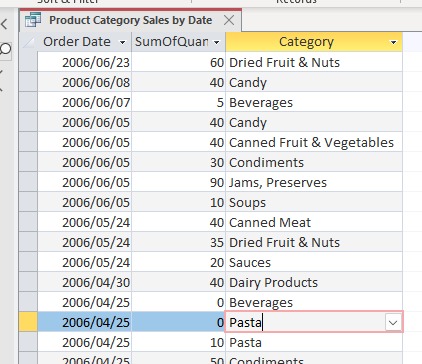 Product Category Sales by Date
Order Date SumOfQuan Category
2006/06/23 60 Dried Fruit & Nuts
2006/06/08 40 Candy
2006/06/07 5 Beverages
2006/06/05 40 Candy
2006/06/05 40 Canned Fruit & Vegetables
2006/06/05 30 Condiments
2006/06/05 90 Jams, Preserves
2006/06/05 10 Soups
2006/05/24 40 Canned Meat
2006/05/24 35 Dried Fruit & Nuts
2006/05/24 20 Sauces
2006/04/30 40 Dairy Products
2006/04/25 0 Beverages
2006/04/25 0 Pasta
2006/04/25 10 Pasta
2006/04/25 50 Condiments